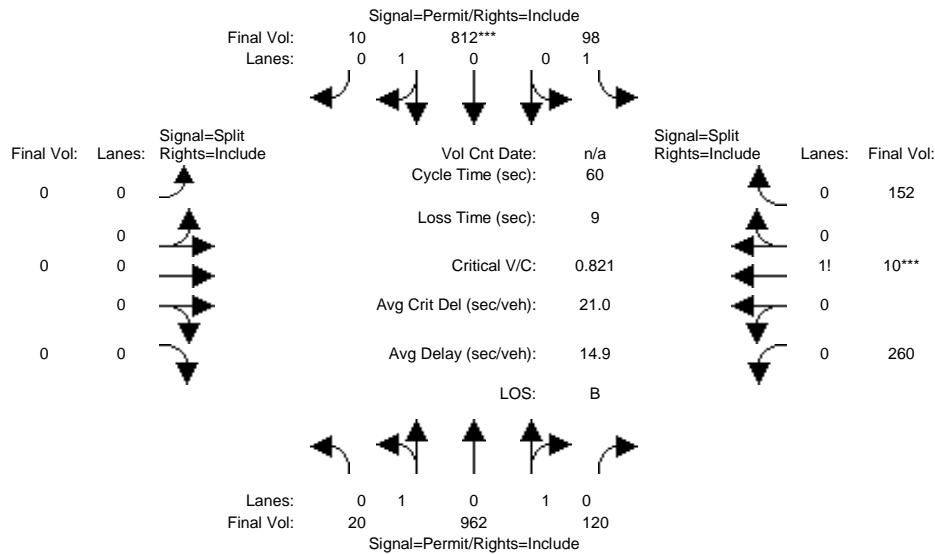 Signal=Permit/Rights=Include
Final Vol: 10 812*** 98
Lanes: 0 1 0 0 1
Signal=Split
Final Vol: Lanes: Rights=Include
Vol Cnt Date: n/a
Signal=Split
Rights=Include Lanes: Final Vol:
Cycle Time (sec): 60
0 0
0 152
Loss Time (sec): 9
0
0
0 0
Critical V/C: 0.821
1! 10***
0
Avg Crit Del (sec/veh): 21.0
0
0 0
Avg Delay (sec/veh): 14.9
0 260
LOS: B
Lanes: 0 1 0 1 0
Final Vol: 20 962 120
Signal=Permit/Rights=Include